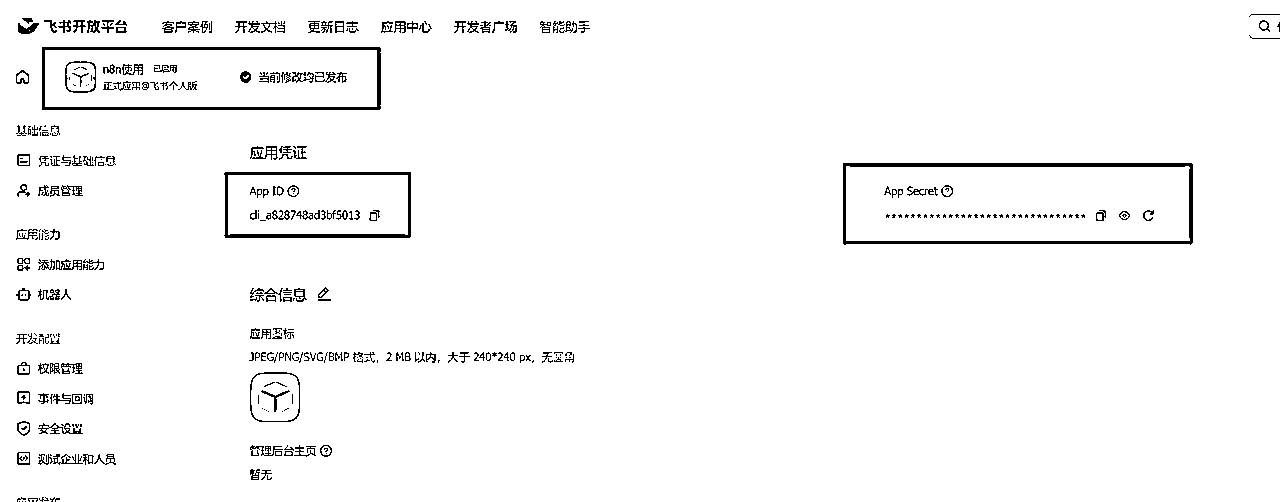 飞书开放平台 客户案例 开发文档 更新日志 应用中心 开发者广场 智能助手
n8n使用 已启用
正式应用@飞书个人版
当前修改均已发布
基础信息
凭证与基础信息
成员管理
应用能力
添加应用能力
机器人
开发配置
权限管理
事件与回调
安全设置
测试企业和人员
应用发布
应用凭证
App ID
cli_a828748ad3bf5013
App Secret
********************************
综合信息
应用图标
JPEG/PNG/SVG/BMP 格式，2 MB 以内，大于 240*240 px，无圆角
管理后台主页
暂无